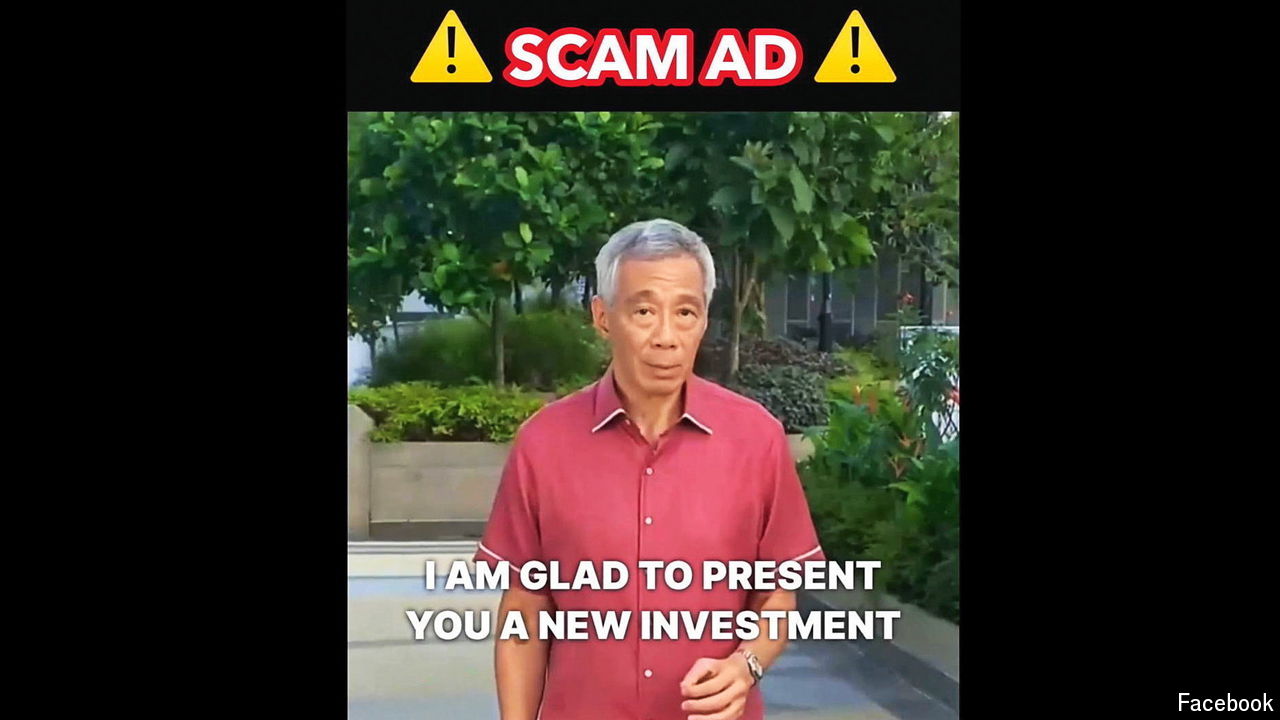 SCAM AD
I AM GLAD TO PRESENT
YOU A NEW INVESTMENT
Facebook